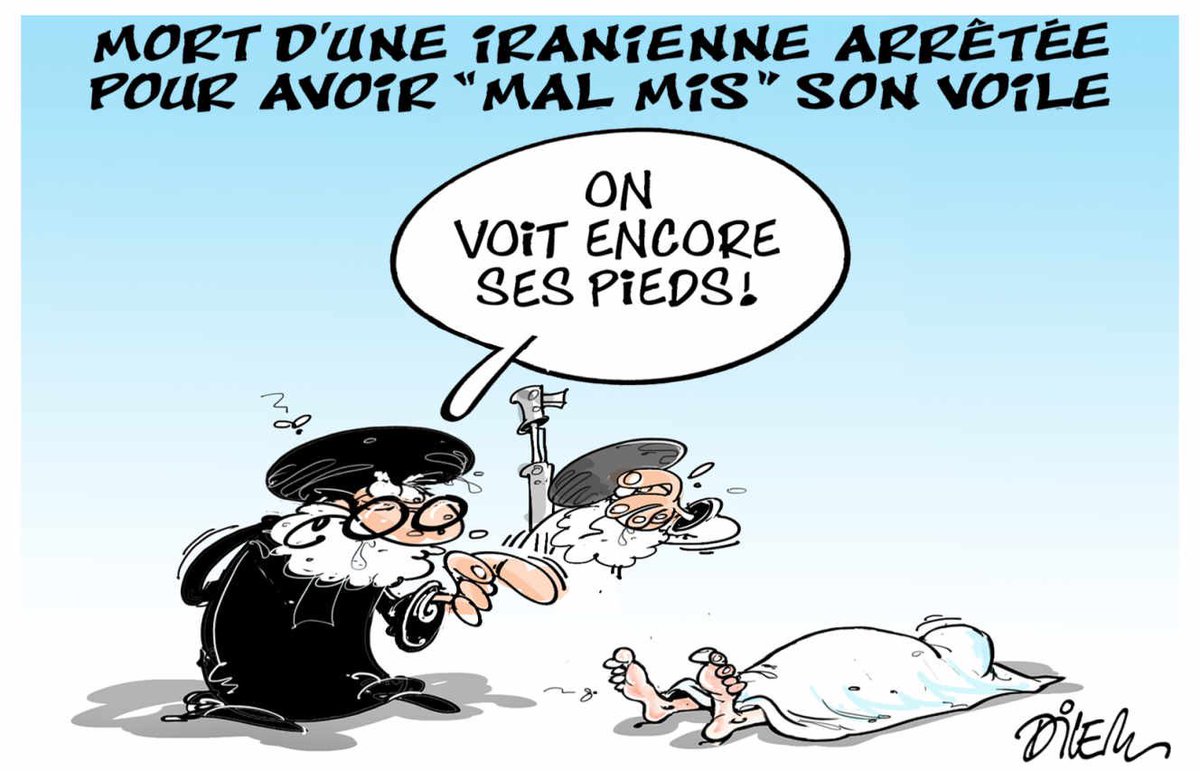 MORT D'UNE IRANIENNE ARRÊTÉE
POUR AVOIR "MAL MIS" SON VOILE
ON
VOIT ENCORE
SES PIEDS!
DILEM